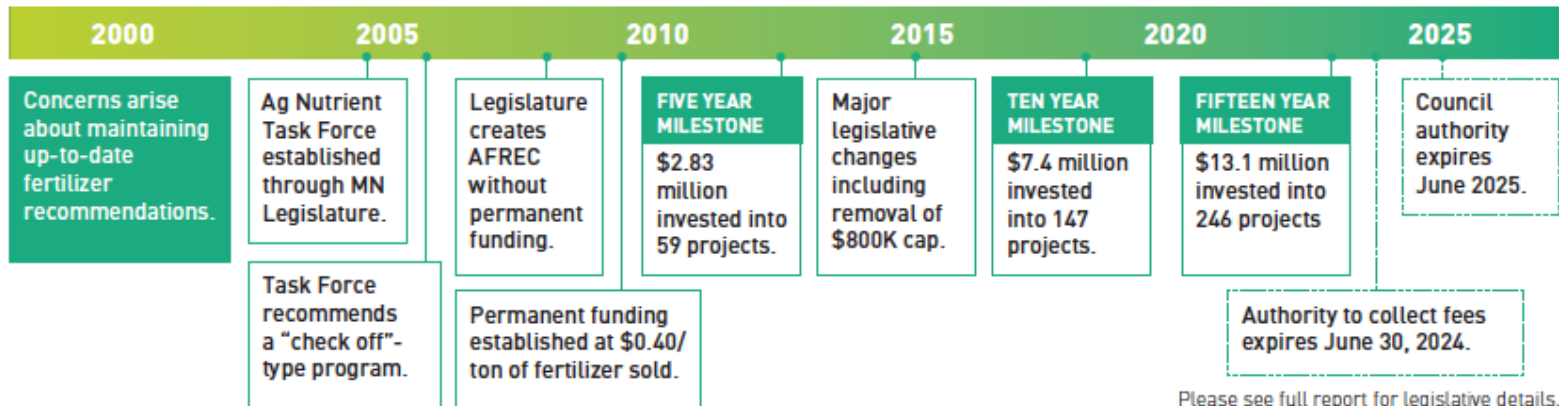 2000 2005 2010 2015 2020 2025
Concerns arise
about maintaining
up-to-date
fertilizer
recommendations.
Ag Nutrient
Task Force
established
through MN
Legislature.
Task Force
recommends
a “check off”-
type program.
Legislature
creates
AFREC
without
permanent
funding.
Permanent funding
established at $0.40/
ton of fertilizer sold.
FIVE YEAR
MILESTONE
$2.83
million
invested into
59 projects.
Major
legislative
changes
including
removal of
$800K cap.
TEN YEAR
MILESTONE
$7.4 million
invested
into 147
projects.
FIFTEEN YEAR
MILESTONE
$13.1 million
invested into
246 projects
Authority to collect fees
expires June 30, 2024.
Council
authority
expires
June 2025.
Please see full report for legislative details.